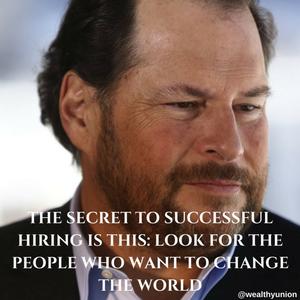 THE SECRET TO SUCCESSFUL
HIRING IS THIS: LOOK FOR THE
PEOPLE WHO WANT TO CHANGE
THE WORLD
@wealthyunion